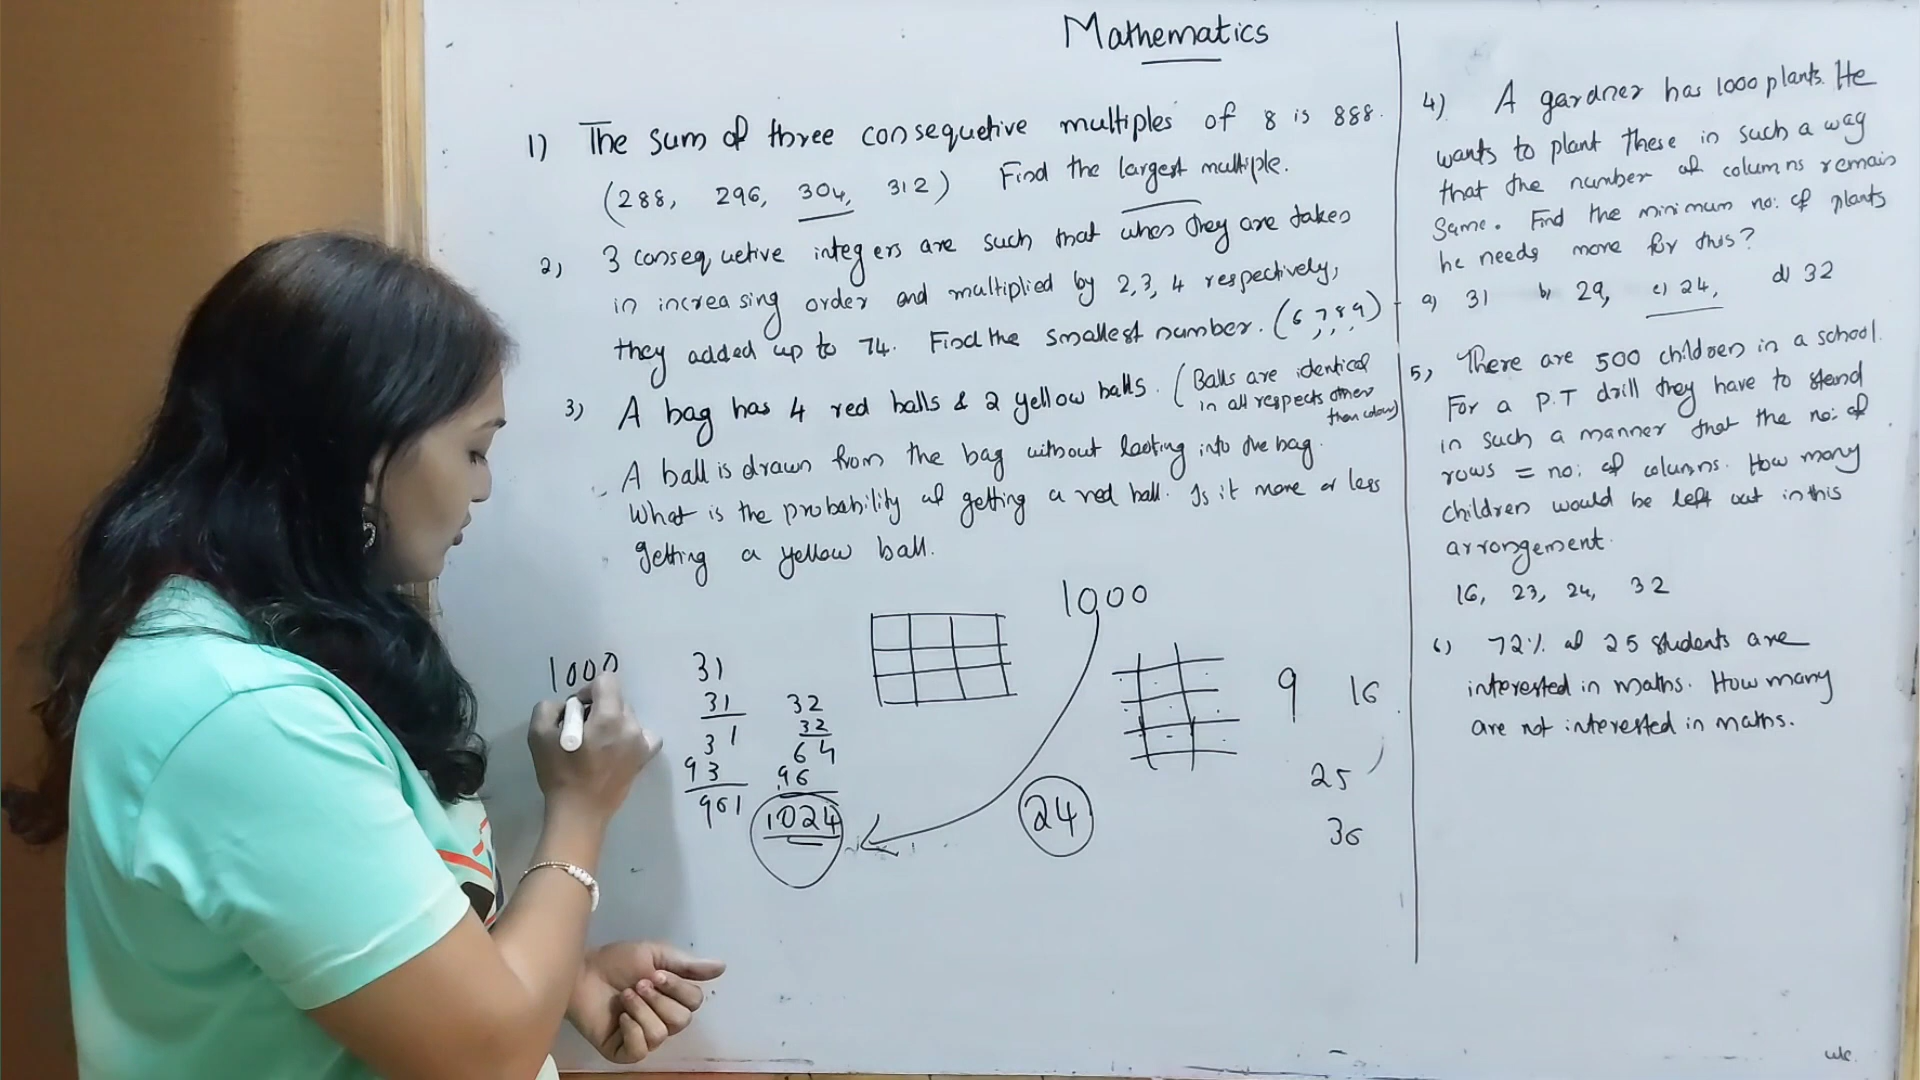 Mathematics
1) The sum of three consequetive multiples of 8 is 888.
(288, 296, 304, 312) Find the largest multiple.
2) 3 consequetive integers are such that when they are taken
in increasing order and multiplied by 2, 3, 4 respectively,
they added up to 74. Find the smallest number. (6, 7, 8, 9)
3) A bag has 4 red balls & 2 yellow balls. (Balls are identical
in all respects other
than colour)
A ball is drawn from the bag without looking into the bag.
What is the probability of getting a red ball. Is it more or less
getting a yellow ball.
1000
31
31
31
93
961
32
32
64
96
1024
1000
24
9 16
25
36
4) A gardner has 1000 plants. He
wants to plant these in such a way
that the number of columns remain
Same. Find the minimum no: of plants
he needs more for this?
a) 31 b) 29, c) 24, d) 32
5) There are 500 children in a school.
For a P.T drill they have to stand
in such a manner that the no: of
rows = no: of columns. How many
children would be left out in this
arrangement.
16, 23, 24, 32
6) 72% of 25 students are
interested in maths. How many
are not interested in maths.